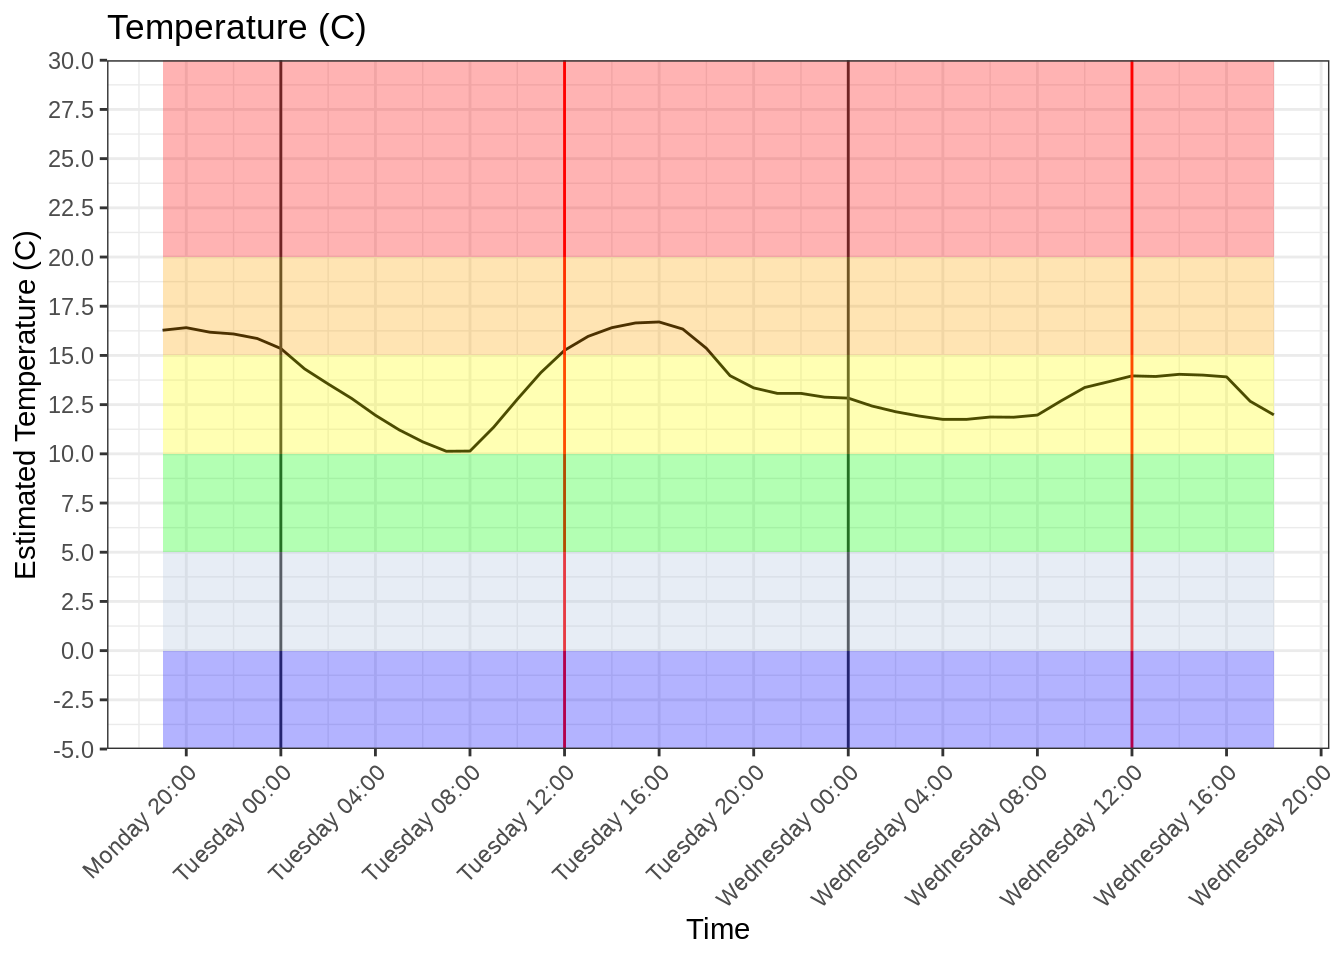 Temperature (C)
Estimated Temperature (C)
30.0
27.5
25.0
22.5
20.0
17.5
15.0
12.5
10.0
7.5
5.0
2.5
0.0
-2.5
-5.0
Monday 20:00
Tuesday 00:00
Tuesday 04:00
Tuesday 08:00
Tuesday 12:00
Tuesday 16:00
Tuesday 20:00
Wednesday 00:00
Wednesday 04:00
Wednesday 08:00
Wednesday 12:00
Wednesday 16:00
Wednesday 20:00
Time